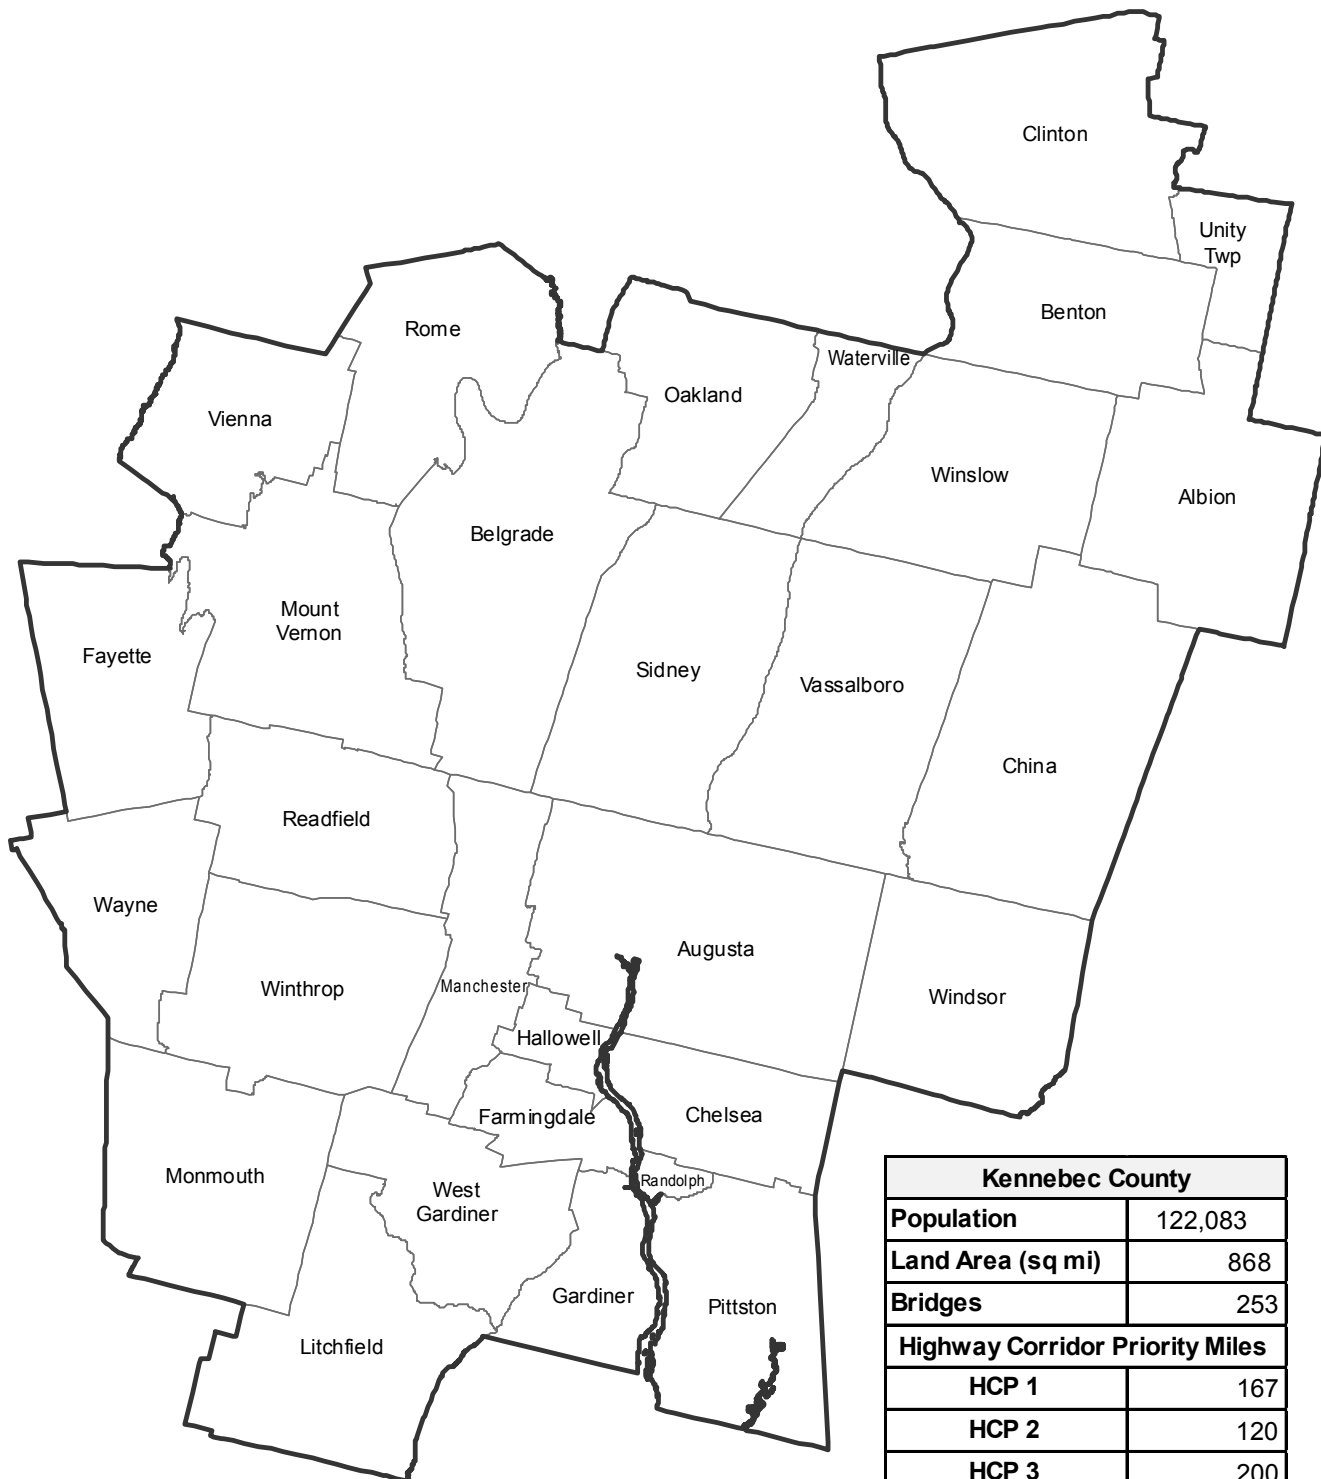 Clinton
Unity
Twp
Benton
Rome
Waterville
Oakland
Vienna
Winslow
Albion
Belgrade
Mount
Vernon
Fayette
Sidney
Vassalboro
China
Readfield
Wayne
Augusta
Winthrop
Manchester
Windsor
Hallowell
Farmingdale
Chelsea
Monmouth
Randolph
West
Gardiner
Gardiner
Pittston
Litchfield
Kennebec County
Population 122,083
Land Area (sq mi) 868
Bridges 253
Highway Corridor Priority Miles
HCP 1 167
HCP 2 120
HCP 3 200